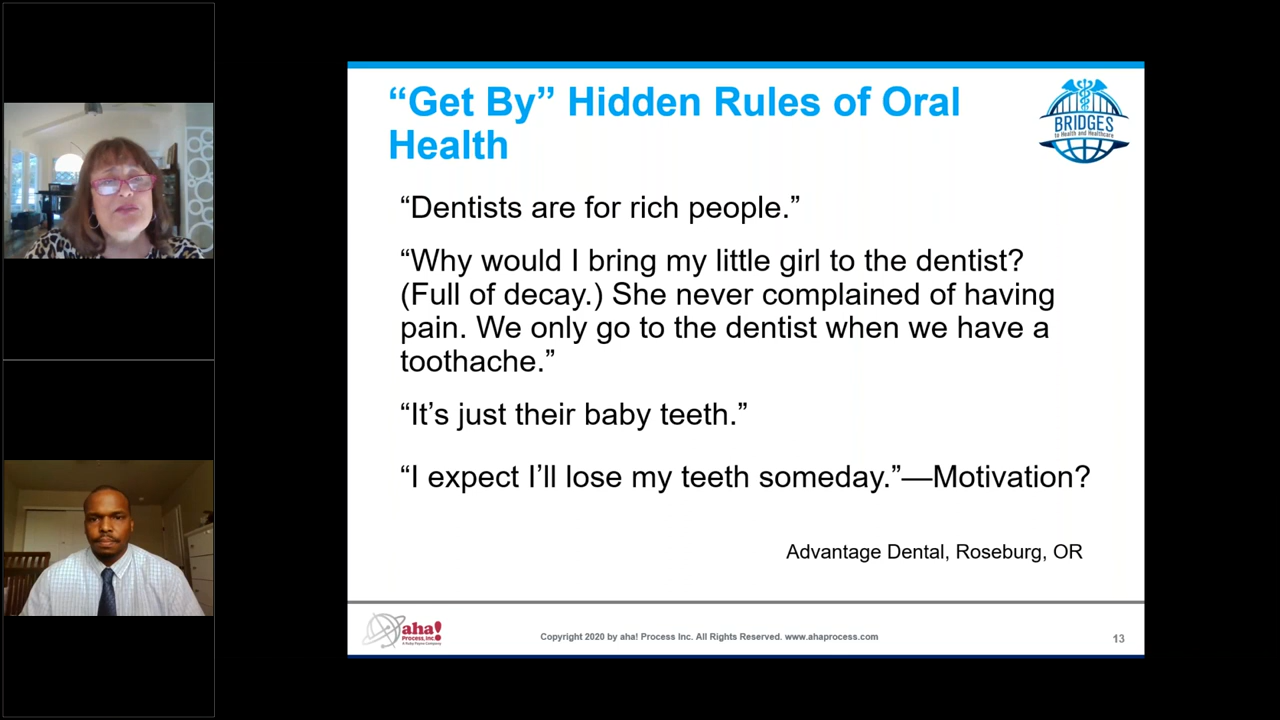 “Get By” Hidden Rules of Oral
Health
BRIDGES
to Health and Healthcare
“Dentists are for rich people.”
“Why would I bring my little girl to the dentist?
(Full of decay.) She never complained of having
pain. We only go to the dentist when we have a
toothache.”
“It’s just their baby teeth.”
“I expect I’ll lose my teeth someday.”—Motivation?
Advantage Dental, Roseburg, OR
aha!
Process, Inc.
A Ruby Payne Company
Copyright 2020 by aha! Process Inc. All Rights Reserved. www.ahaprocess.com
13